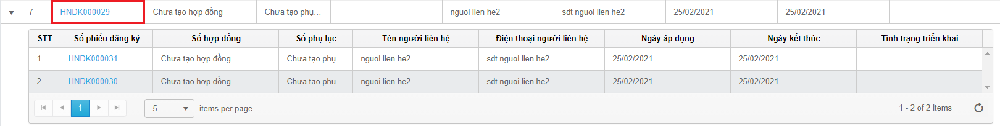 7 HNDK000029 Chưa tạo hợp đồng Chưa tạo phụ... nguoi lien he2 sdt nguoi lien he2 25/02/2021 25/02/2021
STT Số phiếu đăng ký Số hợp đồng Số phụ lục Tên người liên hệ Điện thoại người liên hệ Ngày áp dụng Ngày kết thúc Tình trạng triển khai
1 HNDK000031 Chưa tạo hợp đồng Chưa tạo phụ... nguoi lien he2 sdt nguoi lien he2 25/02/2021 25/02/2021
2 HNDK000030 Chưa tạo hợp đồng Chưa tạo phụ... nguoi lien he2 sdt nguoi lien he2 25/02/2021 25/02/2021
1 5 items per page 1 - 2 of 2 items